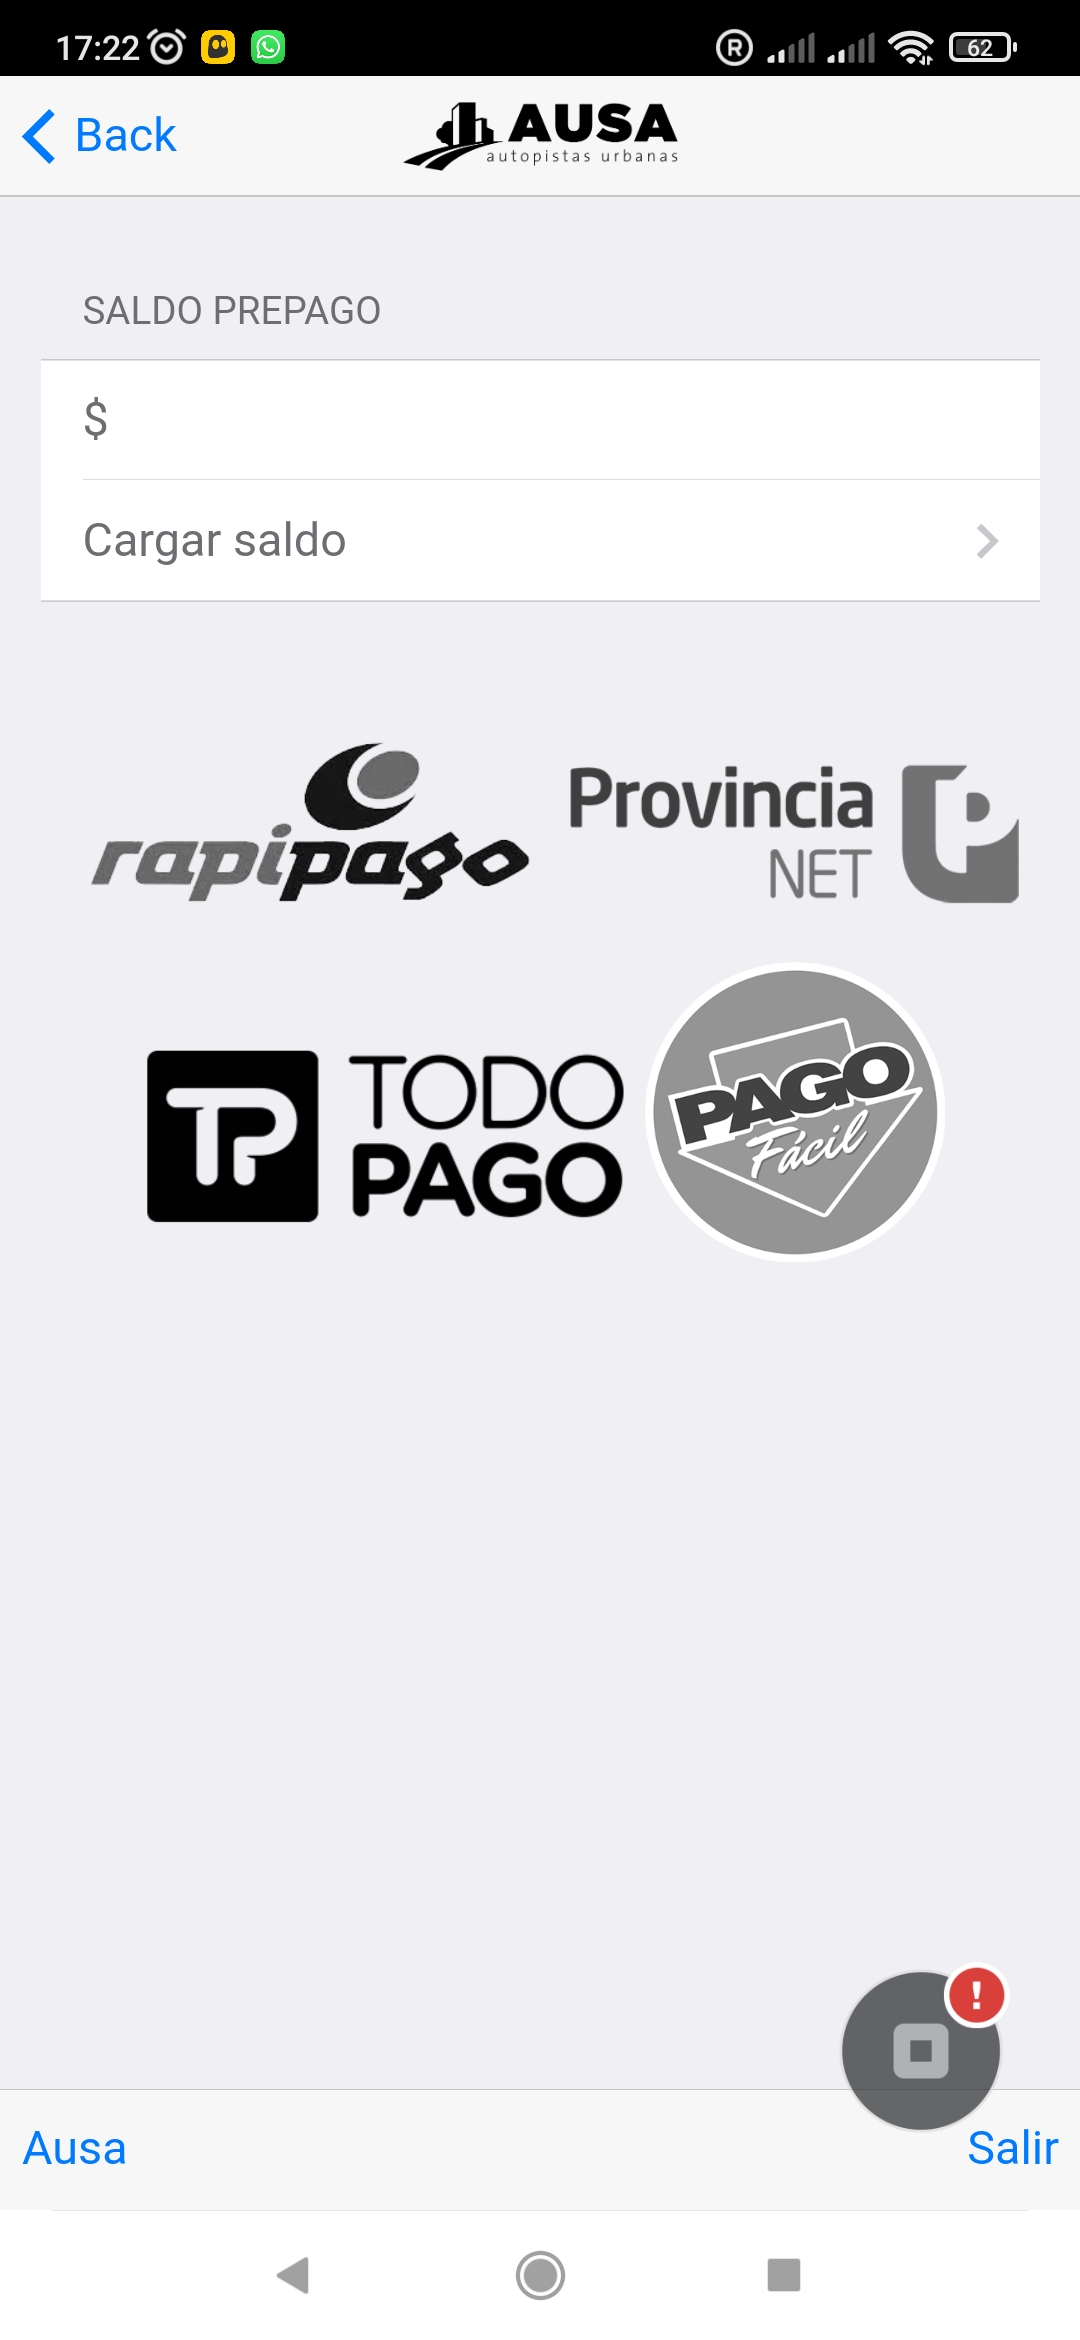 17:22
R
62
Back
AUSA
autopistas urbanas
SALDO PREPAGO
$
Cargar saldo
rapipago
Provincia
NET
TP
TODO
PAGO
PAGO
Fácil
!
Ausa
Salir